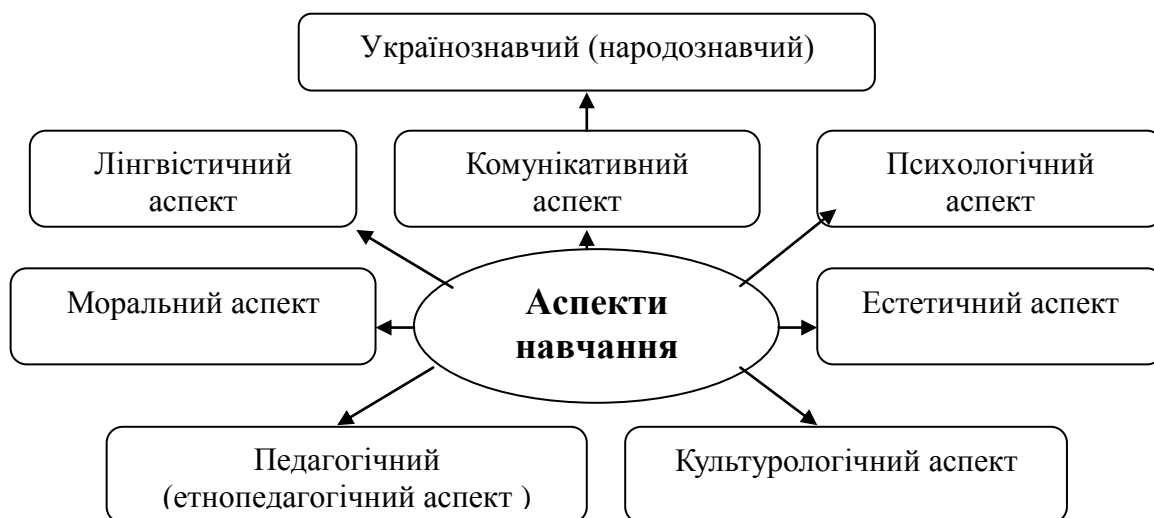 Українознавчий (народознавчий)
Лінгвістичний
аспект
Комунікативний
аспект
Психологічний
аспект
Моральний аспект
Аспекти
навчання
Естетичний аспект
Педагогічний
(етнопедагогічний аспект )
Культурологічний аспект